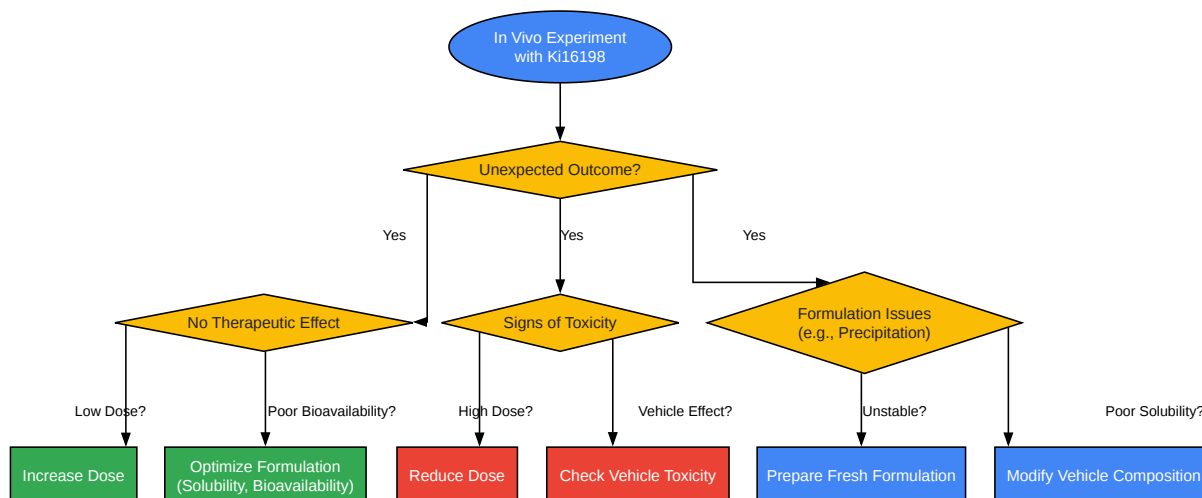 In Vivo Experiment
with Ki16198
Unexpected Outcome?
Yes
Yes
Yes
No Therapeutic Effect
Signs of Toxicity
Formulation Issues
(e.g., Precipitation)
Low Dose?
Poor Bioavailability?
High Dose?
Vehicle Effect?
Unstable?
Poor Solubility?
Increase Dose
Optimize Formulation
(Solubility, Bioavailability)
Reduce Dose
Check Vehicle Toxicity
Prepare Fresh Formulation
Modify Vehicle Composition